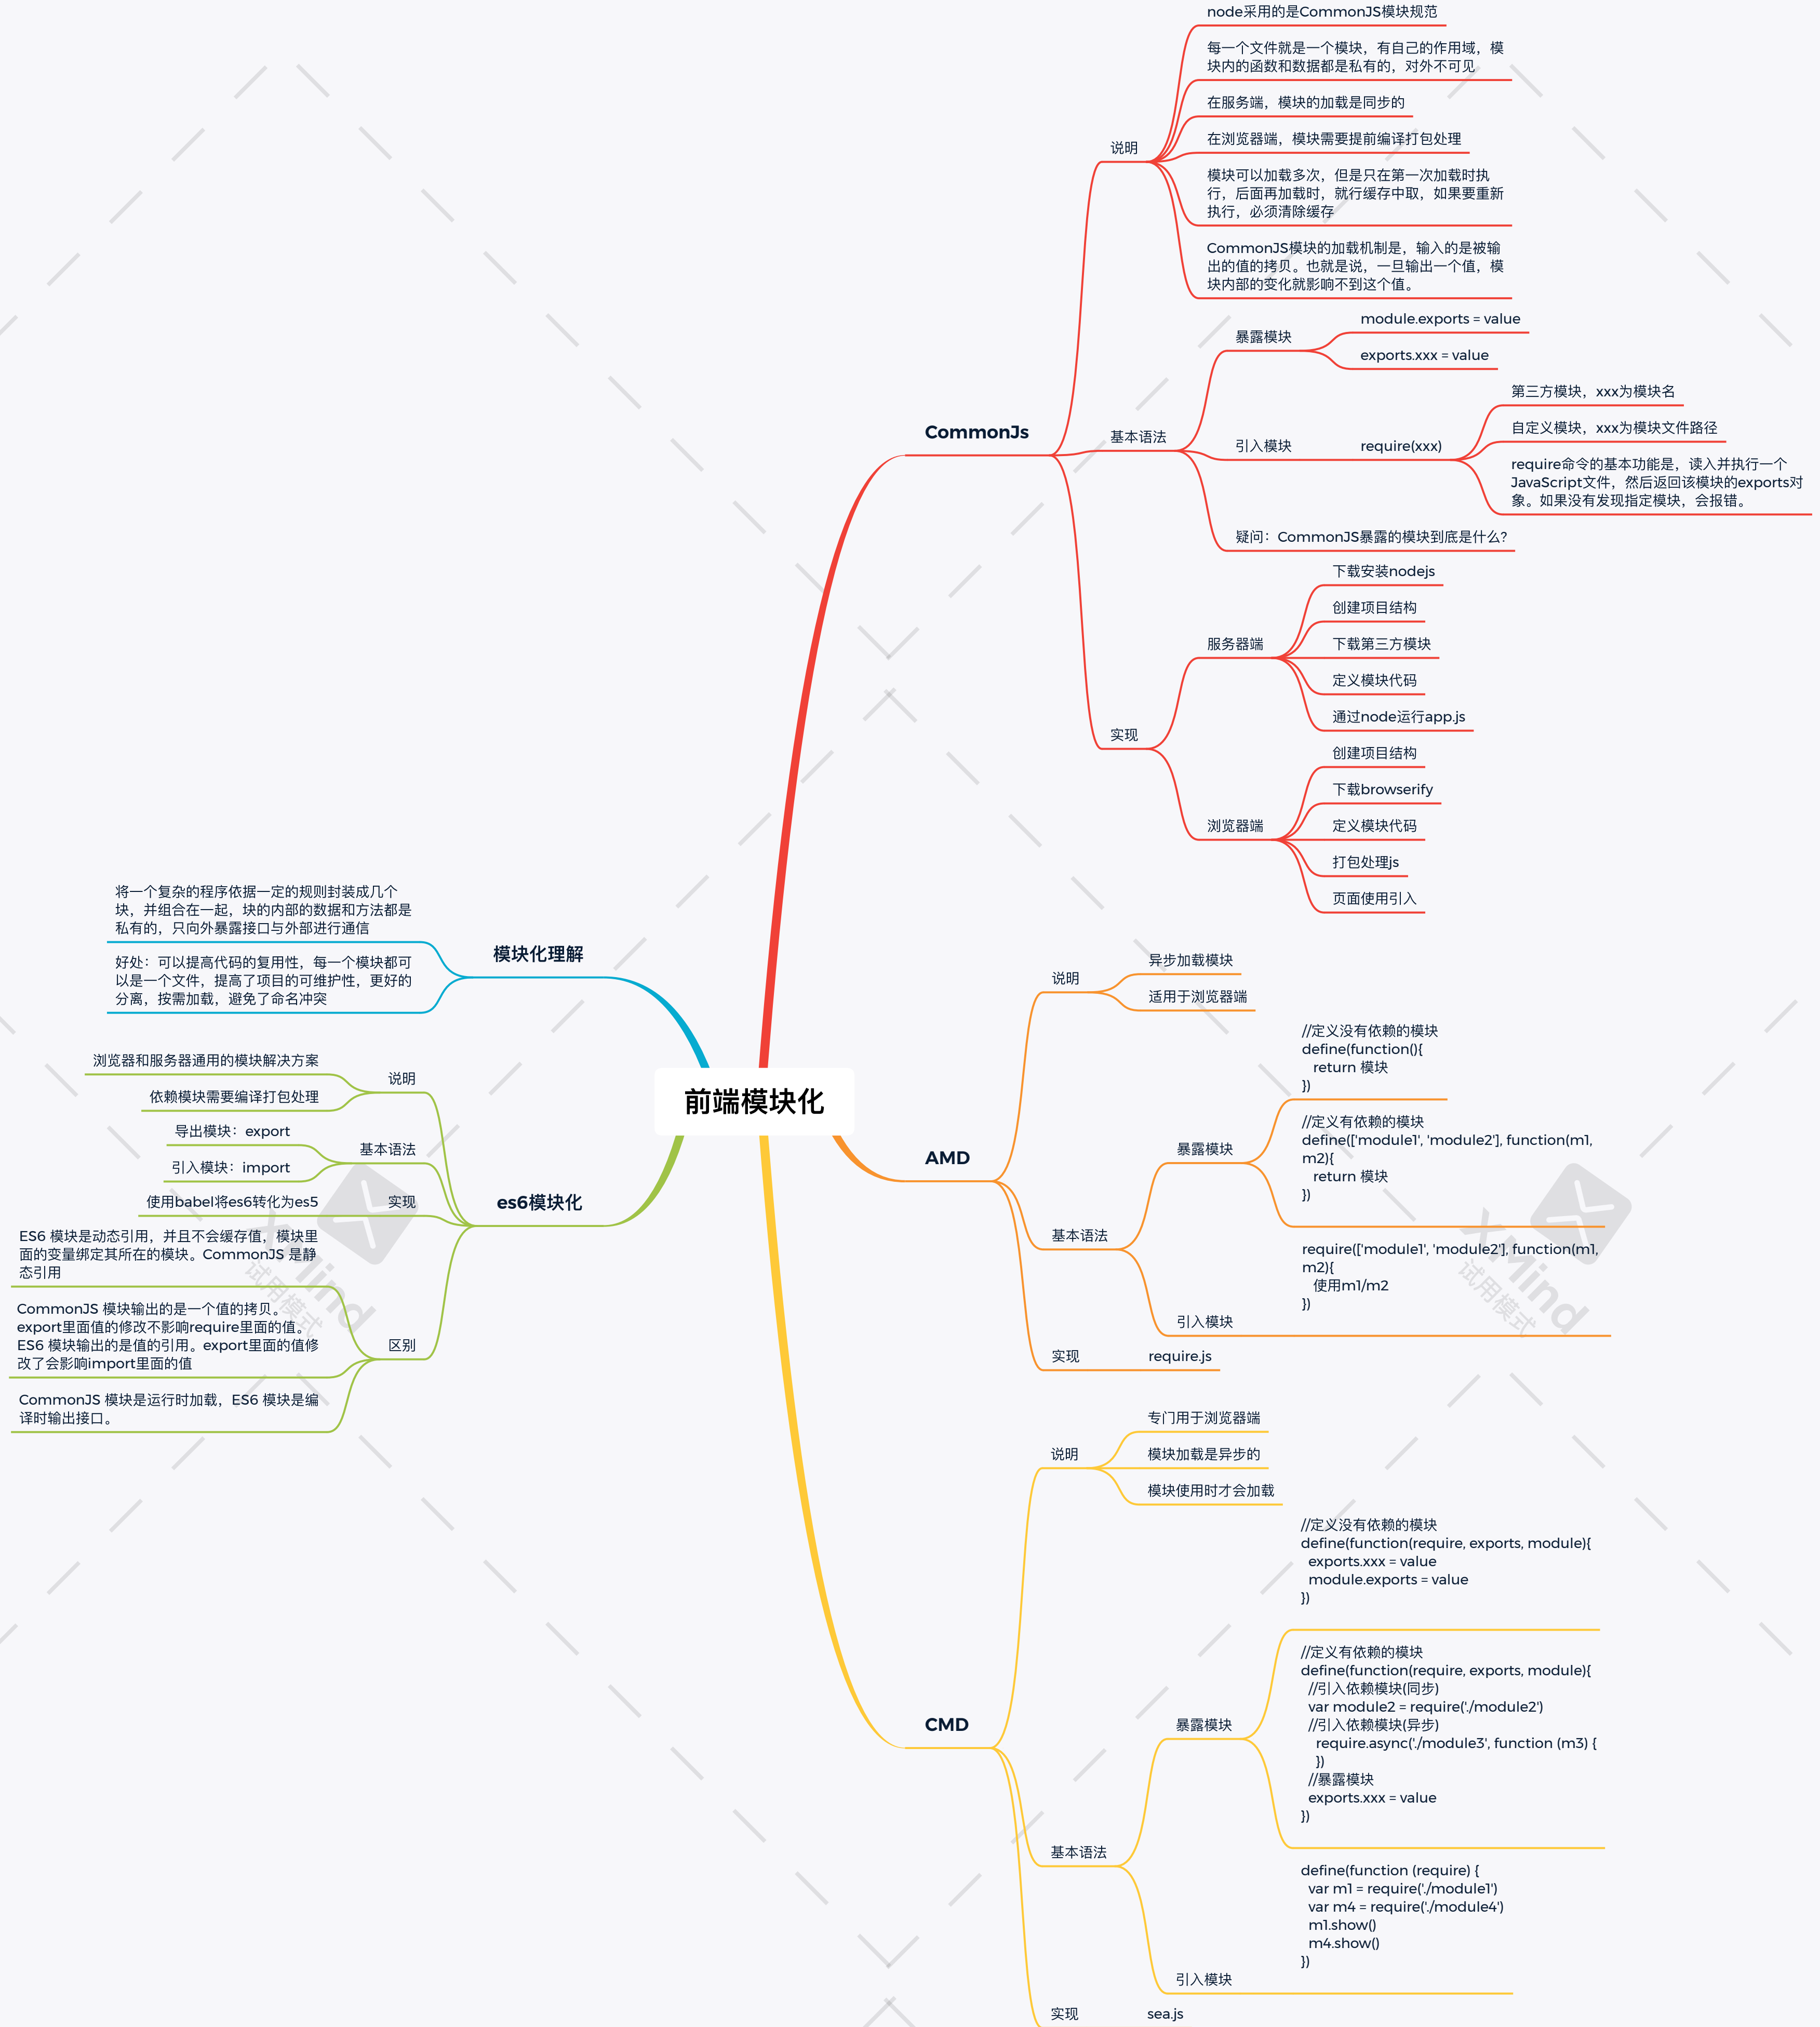 前端模块化
CommonJs
说明
node采用的是CommonJS模块规范
每一个文件就是一个模块，有自己的作用域，模
块内的函数和数据都是私有的，对外不可见
在服务端，模块的加载是同步的
在浏览器端，模块需要提前编译打包处理
模块可以加载多次，但是只在第一次加载时执
行，后面再加载时，就行缓存中取，如果要重新
执行，必须清除缓存
CommonJS模块的加载机制是，输入的是被输
出的值的拷贝。也就是说，一旦输出一个值，模
块内部的变化就影响不到这个值。
基本语法
暴露模块
module.exports = value
exports.xxx = value
引入模块
require(xxx)
第三方模块，xxx为模块名
自定义模块，xxx为模块文件路径
require命令的基本功能是，读入并执行一个
JavaScript文件，然后返回该模块的exports对
象。如果没有发现指定模块，会报错。
疑问：CommonJS暴露的模块到底是什么?
实现
服务器端
下载安装nodejs
创建项目结构
下载第三方模块
定义模块代码
通过node运行app.js
浏览器端
创建项目结构
下载browserify
定义模块代码
打包处理js
页面使用引入
AMD
说明
异步加载模块
适用于浏览器端
基本语法
暴露模块
//定义没有依赖的模块
define(function(){
return 模块
})
//定义有依赖的模块
define(['module1', 'module2'], function(m1,
m2){
return 模块
})
引入模块
require(['module1', 'module2'], function(m1,
m2){
使用m1/m2
})
实现
require.js
CMD
说明
专门用于浏览器端
模块加载是异步的
模块使用时才会加载
基本语法
暴露模块
//定义没有依赖的模块
define(function(require, exports, module){
exports.xxx = value
module.exports = value
})
//定义有依赖的模块
define(function(require, exports, module){
//引入依赖模块(同步)
var module2 = require('./module2')
//引入依赖模块(异步)
require.async('./module3', function (m3) {
})
//暴露模块
exports.xxx = value
})
引入模块
define(function (require) {
var m1 = require('./module1')
var m4 = require('./module4')
m1.show()
m4.show()
})
实现
sea.js
模块化理解
将一个复杂的程序依据一定的规则封装成几个
块，并组合在一起，块的内部的数据和方法都是
私有的，只向外暴露接口与外部进行通信
好处：可以提高代码的复用性，每一个模块都可
以是一个文件，提高了项目的可维护性，更好的
分离，按需加载，避免了命名冲突
es6模块化
说明
浏览器和服务器通用的模块解决方案
依赖模块需要编译打包处理
基本语法
导出模块：export
引入模块：import
实现
使用babel将es6转化为es5
区别
ES6 模块是动态引用，并且不会缓存值，模块里
面的变量绑定其所在的模块。CommonJS 是静
态引用
CommonJS 模块输出的是一个值的拷贝。
export里面值的修改不影响require里面的值。
ES6 模块输出的是值的引用。export里面的值修
改了会影响import里面的值
CommonJS 模块是运行时加载，ES6 模块是编
译时输出接口。
XMind
试用模式
XMind
试用模式